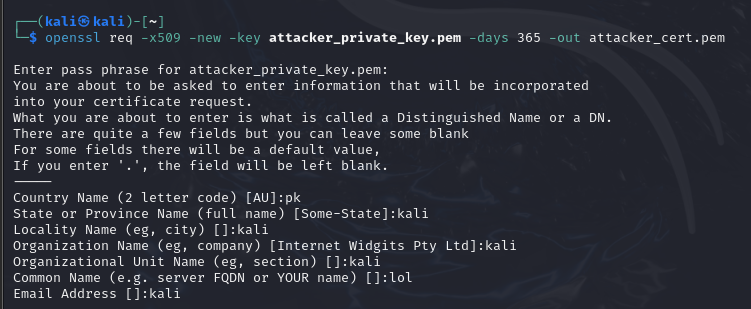 ┌──(kali㉿kali)-[~]
└─$ openssl req -x509 -new -key attacker_private_key.pem -days 365 -out attacker_cert.pem
Enter pass phrase for attacker_private_key.pem:
You are about to be asked to enter information that will be incorporated
into your certificate request.
What you are about to enter is what is called a Distinguished Name or a DN.
There are quite a few fields but you can leave some blank
For some fields there will be a default value,
If you enter '.', the field will be left blank.
-----
Country Name (2 letter code) [AU]:pk
State or Province Name (full name) [Some-State]:kali
Locality Name (eg, city) []:kali
Organization Name (eg, company) [Internet Widgits Pty Ltd]:kali
Organizational Unit Name (eg, section) []:kali
Common Name (e.g. server FQDN or YOUR name) []:lol
Email Address []:kali